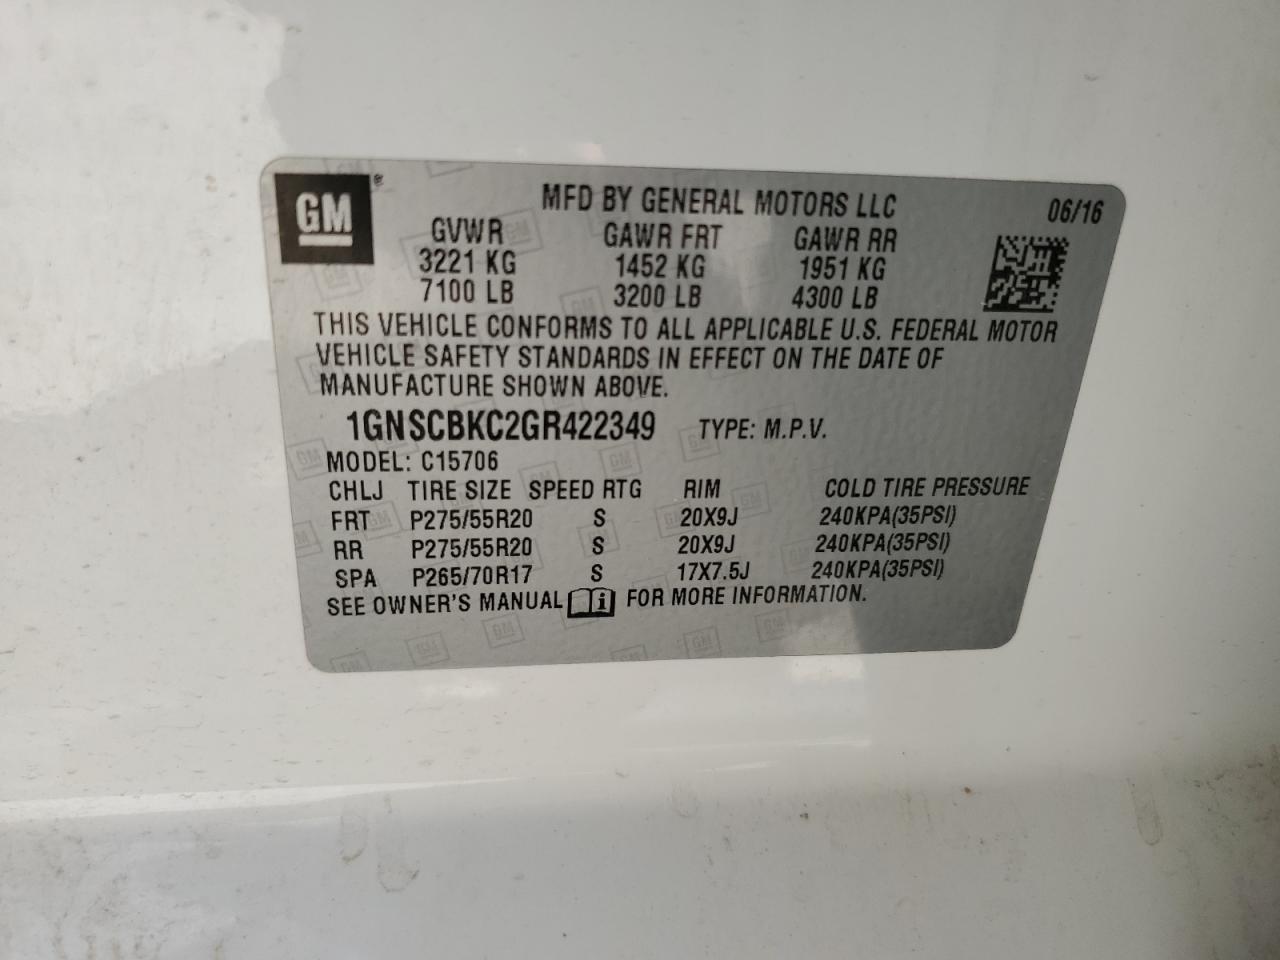 GM®
MFD BY GENERAL MOTORS LLC 06/16
GVWR GAWR FRT GAWR RR
3221 KG 1452 KG 1951 KG
7100 LB 3200 LB 4300 LB
THIS VEHICLE CONFORMS TO ALL APPLICABLE U.S. FEDERAL MOTOR
VEHICLE SAFETY STANDARDS IN EFFECT ON THE DATE OF
MANUFACTURE SHOWN ABOVE.
1GNSCBKC2GR422349 TYPE: M.P.V.
MODEL: C15706
CHLJ TIRE SIZE SPEED RTG RIM COLD TIRE PRESSURE
FRT P275/55R20 S 20X9J 240KPA(35PSI)
RR P275/55R20 S 20X9J 240KPA(35PSI)
SPA P265/70R17 S 17X7.5J 240KPA(35PSI)
SEE OWNER'S MANUAL i FOR MORE INFORMATION.